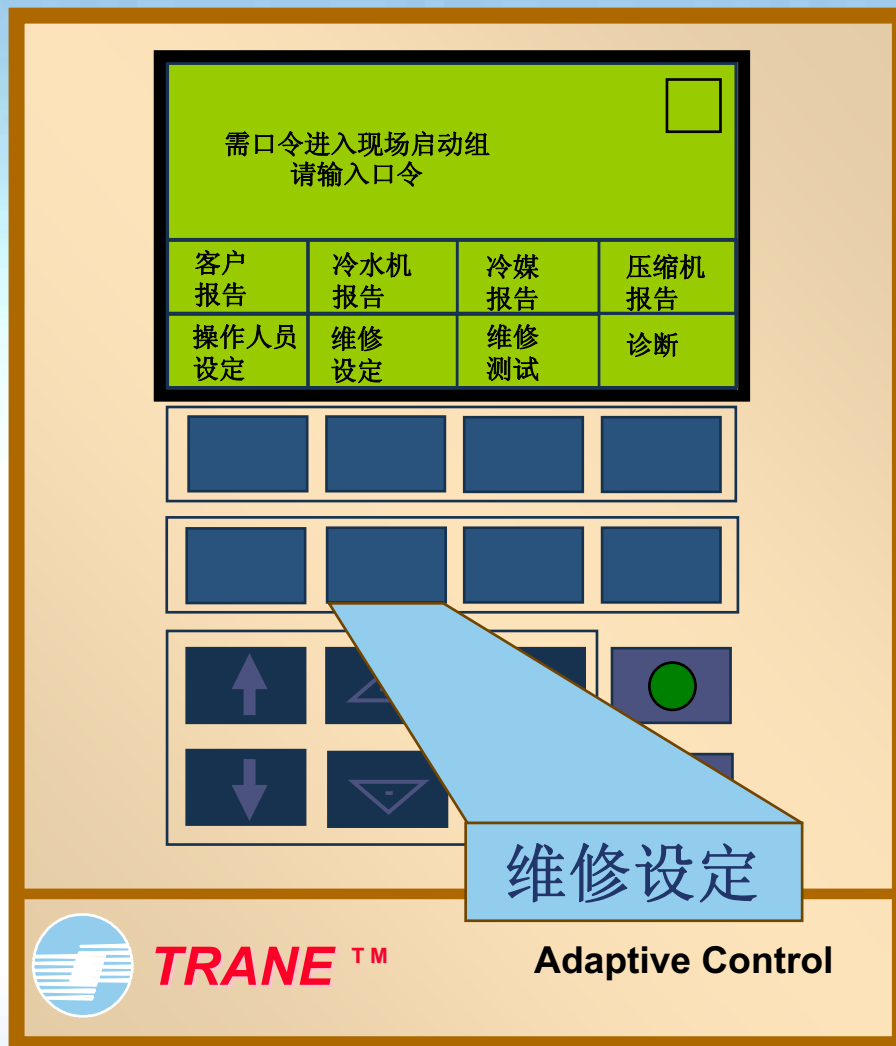 需口令进入现场启动组
请输入口令
客户
报告
冷水机
报告
冷媒
报告
压缩机
报告
操作人员
设定
维修
设定
维修
测试
诊断
维修设定
TRANE TM
Adaptive Control